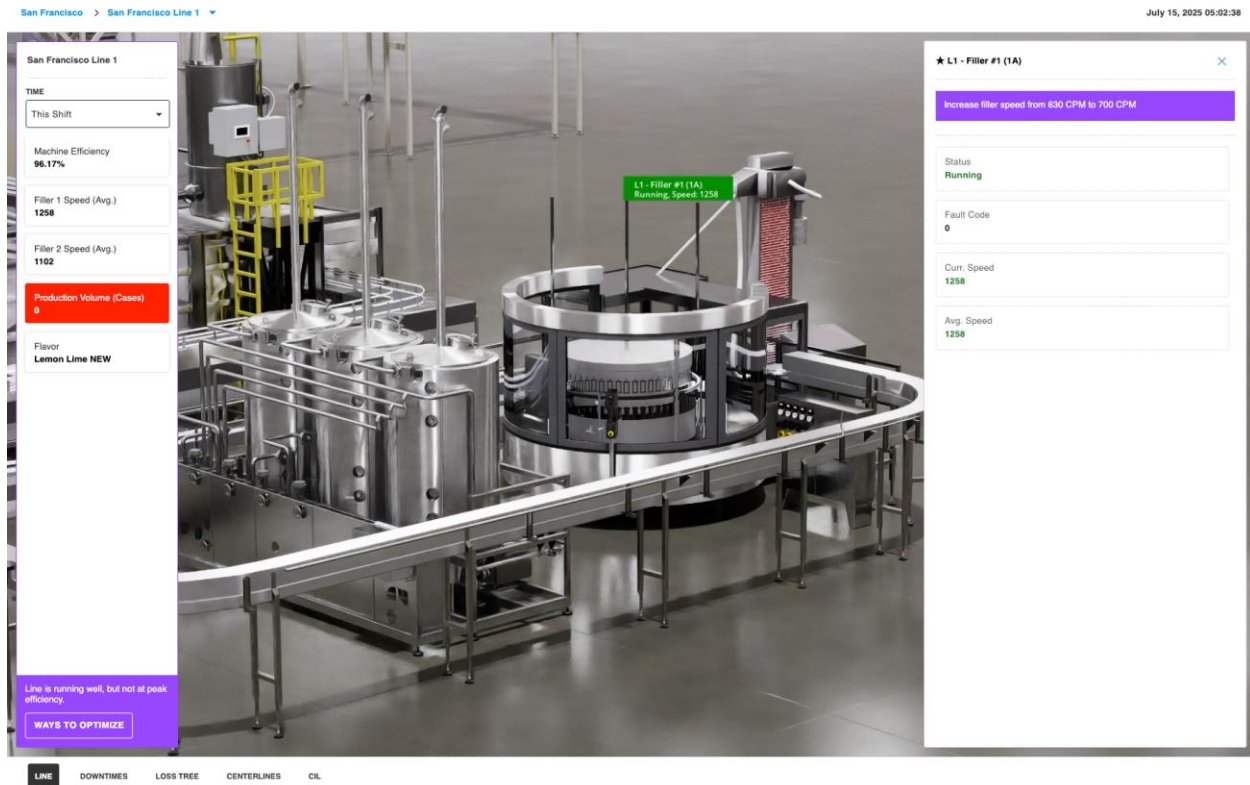 San Francisco > San Francisco Line 1
July 15, 2025 05:02:38
San Francisco Line 1
TIME
This Shift
Machine Efficiency
96.17%
Filler 1 Speed (Avg.)
1258
Filler 2 Speed (Avg.)
1102
Production Volume (Cases)
0
Flavor
Lemon Lime NEW
Line is running well, but not at peak
efficiency.
WAYS TO OPTIMIZE
L1 - Filler #1 (1A)
Running, Speed: 1258
★ L1 - Filler #1 (1A)
Increase filler speed from 630 CPM to 700 CPM
Status
Running
Fault Code
0
Curr. Speed
1258
Avg. Speed
1258
LINE DOWNTIMES LOSS TREE CENTERLINES CIL